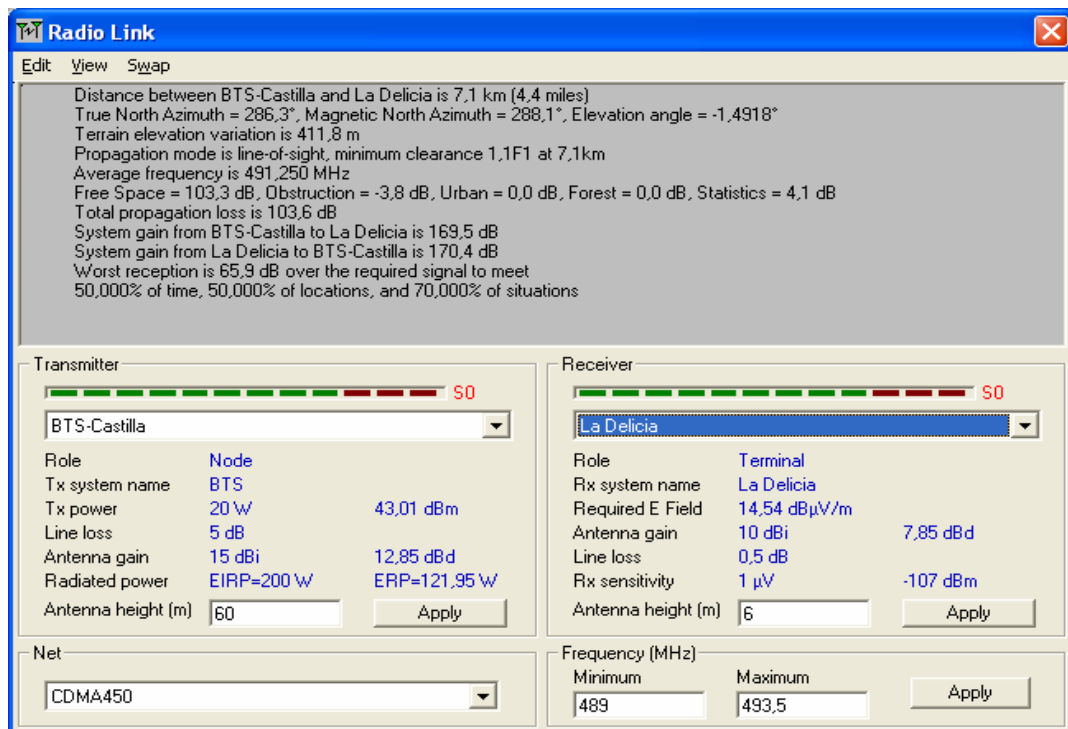 Radio Link
Edit View Swap
Distance between BTS-Castilla and La Delicia is 7,1 km (4,4 miles)
True North Azimuth = 286,3°, Magnetic North Azimuth = 288,1°, Elevation angle = -1,4918°
Terrain elevation variation is 411,8 m
Propagation mode is line-of-sight, minimum clearance 1,1F1 at 7,1km
Average frequency is 491,250 MHz
Free Space = 103,3 dB, Obstruction = -3,8 dB, Urban = 0,0 dB, Forest = 0,0 dB, Statistics = 4,1 dB
Total propagation loss is 103,6 dB
System gain from BTS-Castilla to La Delicia is 169,5 dB
System gain from La Delicia to BTS-Castilla is 170,4 dB
Worst reception is 65,9 dB over the required signal to meet
50,000% of time, 50,000% of locations, and 70,000% of situations
Transmitter
S0
BTS-Castilla
Role Node
Tx system name BTS
Tx power 20 W 43,01 dBm
Line loss 5 dB
Antenna gain 15 dBi 12,85 dBd
Radiated power EIRP=200 W ERP=121,95 W
Antenna height (m) 60 Apply
Receiver
S0
La Delicia
Role Terminal
Rx system name La Delicia
Required E Field 14,54 dBµV/m
Antenna gain 10 dBi 7,85 dBd
Line loss 0,5 dB
Rx sensitivity 1 µV -107 dBm
Antenna height (m) 6 Apply
Net
CDMA450
Frequency (MHz)
Minimum Maximum
489 493,5 Apply